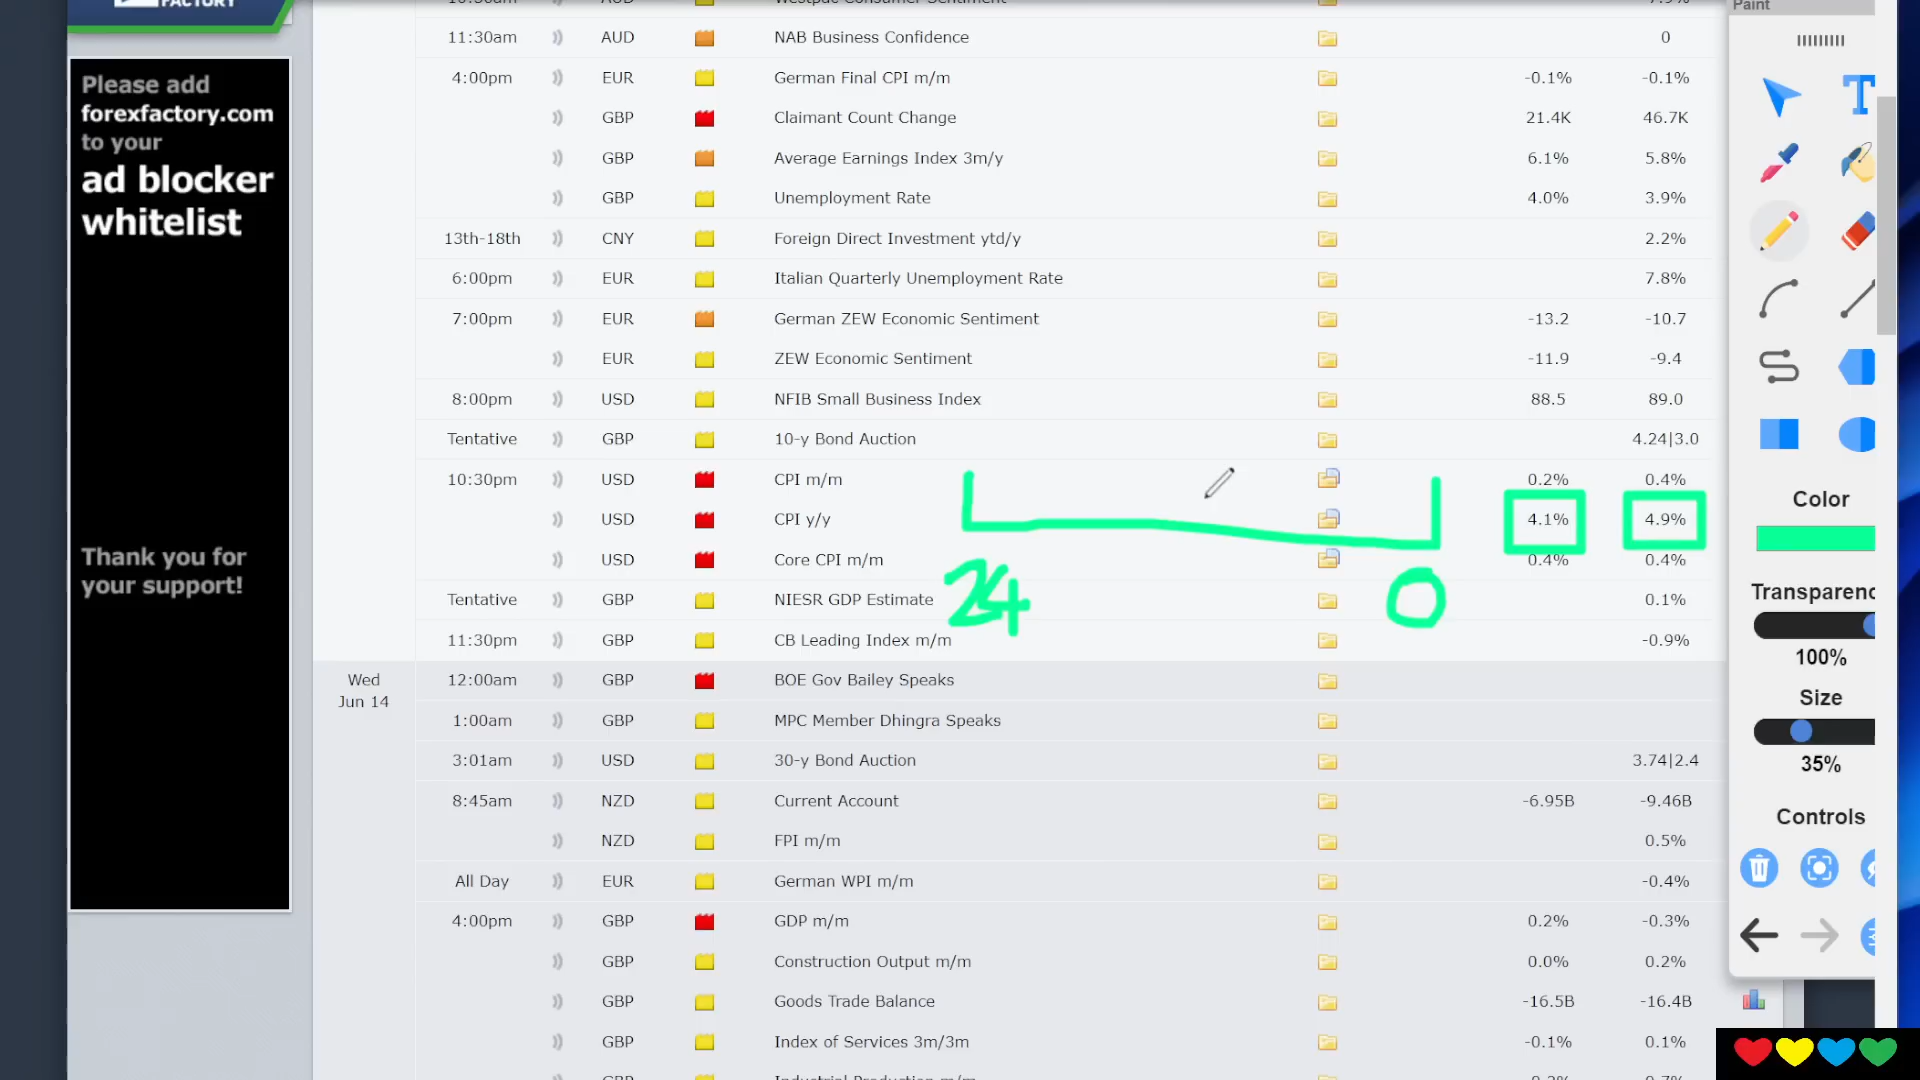 FACTORY
Please add
forexfactory.com
to your
ad blocker
whitelist
Thank you for
your support!
10:30am AUD Westpac Consumer Sentiment -7.9%
11:30am AUD NAB Business Confidence 0
4:00pm EUR German Final CPI m/m -0.1% -0.1%
GBP Claimant Count Change 21.4K 46.7K
GBP Average Earnings Index 3m/y 6.1% 5.8%
GBP Unemployment Rate 4.0% 3.9%
13th-18th CNY Foreign Direct Investment ytd/y 2.2%
6:00pm EUR Italian Quarterly Unemployment Rate 7.8%
7:00pm EUR German ZEW Economic Sentiment -13.2 -10.7
EUR ZEW Economic Sentiment -11.9 -9.4
8:00pm USD NFIB Small Business Index 88.5 89.0
Tentative GBP 10-y Bond Auction 4.24|3.0
10:30pm USD CPI m/m 0.2% 0.4%
USD CPI y/y 4.1% 4.9%
USD Core CPI m/m 0.4% 0.4%
24 0
Tentative GBP NIESR GDP Estimate 0.1%
11:30pm GBP CB Leading Index m/m -0.9%
Wed
Jun 14
12:00am GBP BOE Gov Bailey Speaks
1:00am GBP MPC Member Dhingra Speaks
3:01am USD 30-y Bond Auction 3.74|2.4
8:45am NZD Current Account -6.95B -9.46B
NZD FPI m/m 0.5%
All Day EUR German WPI m/m -0.4%
4:00pm GBP GDP m/m 0.2% -0.3%
GBP Construction Output m/m 0.0% 0.2%
GBP Goods Trade Balance -16.5B -16.4B
GBP Index of Services 3m/3m -0.1% 0.1%
GBP Industrial Production m/m
Paint
T
Color
Transparenc
100%
Size
35%
Controls